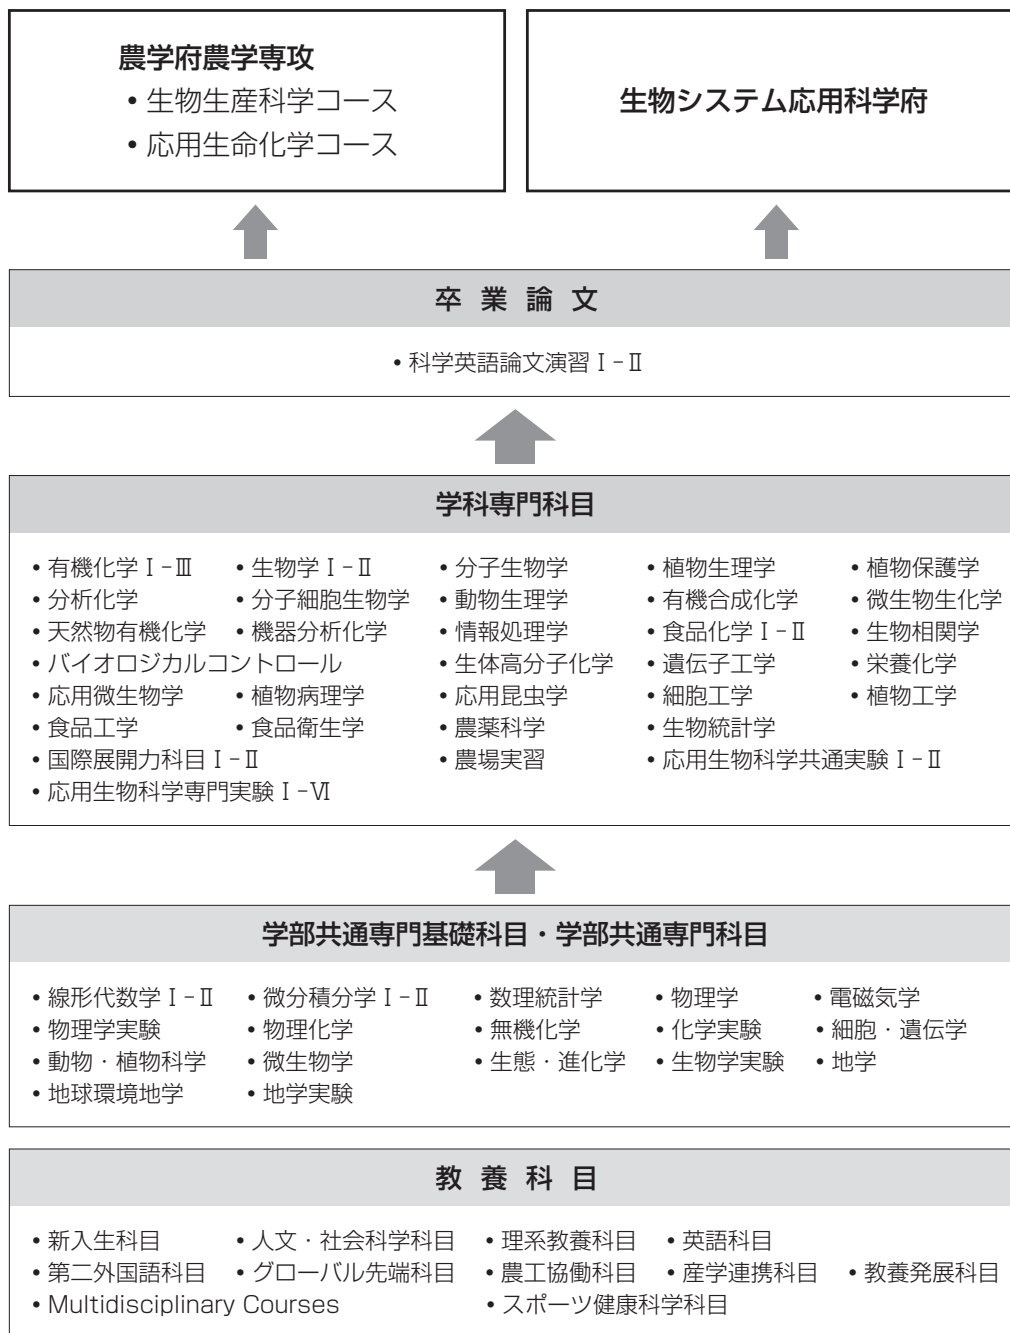 農学府農学専攻
• 生物生産科学コース
• 応用生命化学コース
生物システム応用科学府
卒業論文
• 科学英語論文演習Ⅰ-Ⅱ
学科専門科目
• 有機化学Ⅰ-Ⅲ • 生物学Ⅰ-Ⅱ • 分子生物学 • 植物生理学 • 植物保護学
• 分析化学 • 分子細胞生物学 • 動物生理学 • 有機合成化学 • 微生物生化学
• 天然物有機化学 • 機器分析化学 • 情報処理学 • 食品化学Ⅰ-Ⅱ • 生物相関学
• バイオロジカルコントロール • 生体高分子化学 • 遺伝子工学 • 栄養化学
• 応用微生物学 • 植物病理学 • 応用昆虫学 • 細胞工学 • 植物工学
• 食品工学 • 食品衛生学 • 農薬科学 • 生物統計学
• 国際展開力科目Ⅰ-Ⅱ • 農場実習 • 応用生物科学共通実験Ⅰ-Ⅱ
• 応用生物科学専門実験Ⅰ-Ⅵ
学部共通専門基礎科目・学部共通専門科目
• 線形代数学Ⅰ-Ⅱ • 微分積分学Ⅰ-Ⅱ • 数理統計学 • 物理学 • 電磁気学
• 物理学実験 • 物理化学 • 無機化学 • 化学実験 • 細胞・遺伝学
• 動物・植物科学 • 微生物学 • 生態・進化学 • 生物学実験 • 地学
• 地球環境地学 • 地学実験
教養科目
• 新入生科目 • 人文・社会科学科目 • 理系教養科目 • 英語科目
• 第二外国語科目 • グローバル先端科目 • 農工協働科目 • 産学連携科目 • 教養発展科目
• Multidisciplinary Courses • スポーツ健康科学科目